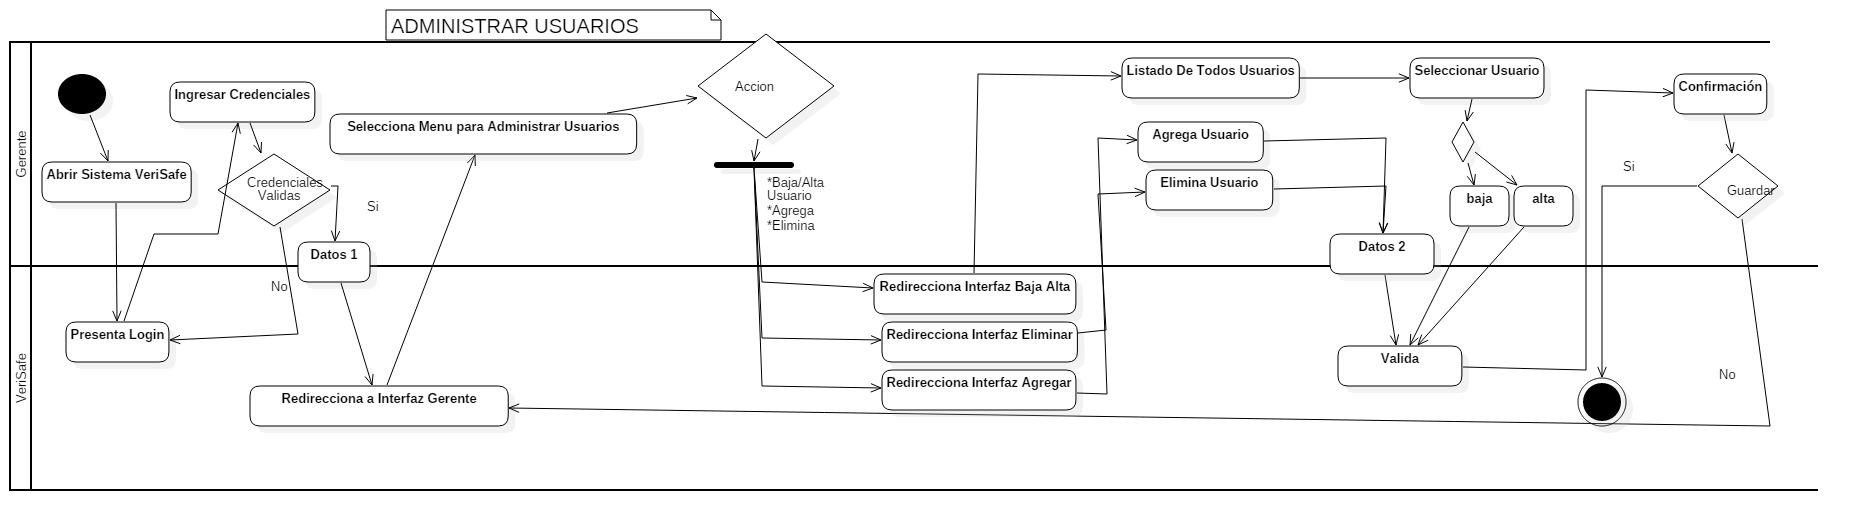 ADMINISTRAR USUARIOS
Gerente
VeriSafe
Abrir Sistema VeriSafe
Presenta Login
Ingresar Credenciales
Credenciales
Validas
Si
No
Datos 1
Redirecciona a Interfaz Gerente
Selecciona Menu para Administrar Usuarios
Accion
*Baja/Alta
Usuario
*Agrega
*Elimina
Redirecciona Interfaz Baja Alta
Redirecciona Interfaz Eliminar
Redirecciona Interfaz Agregar
Listado De Todos Usuarios
Agrega Usuario
Elimina Usuario
Seleccionar Usuario
baja
alta
Datos 2
Valida
Confirmación
Guardar
Si
No